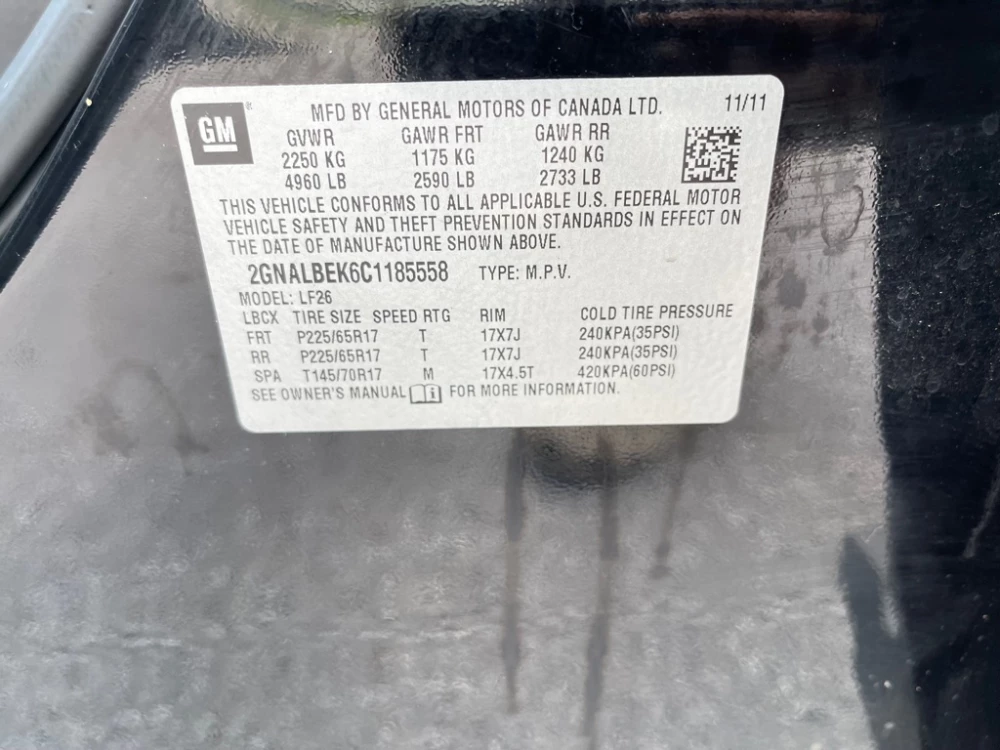 GM
MFD BY GENERAL MOTORS OF CANADA LTD. 11/11
GVWR GAWR FRT GAWR RR
2250 KG 1175 KG 1240 KG
4960 LB 2590 LB 2733 LB
THIS VEHICLE CONFORMS TO ALL APPLICABLE U.S. FEDERAL MOTOR
VEHICLE SAFETY AND THEFT PREVENTION STANDARDS IN EFFECT ON
THE DATE OF MANUFACTURE SHOWN ABOVE.
2GNALBEK6C1185558 TYPE: M.P.V.
MODEL: LF26
LBCX TIRE SIZE SPEED RTG RIM COLD TIRE PRESSURE
FRT P225/65R17 T 17X7J 240KPA(35PSI)
RR P225/65R17 T 17X7J 240KPA(35PSI)
SPA T145/70R17 M 17X4.5T 420KPA(60PSI)
SEE OWNER'S MANUAL FOR MORE INFORMATION.